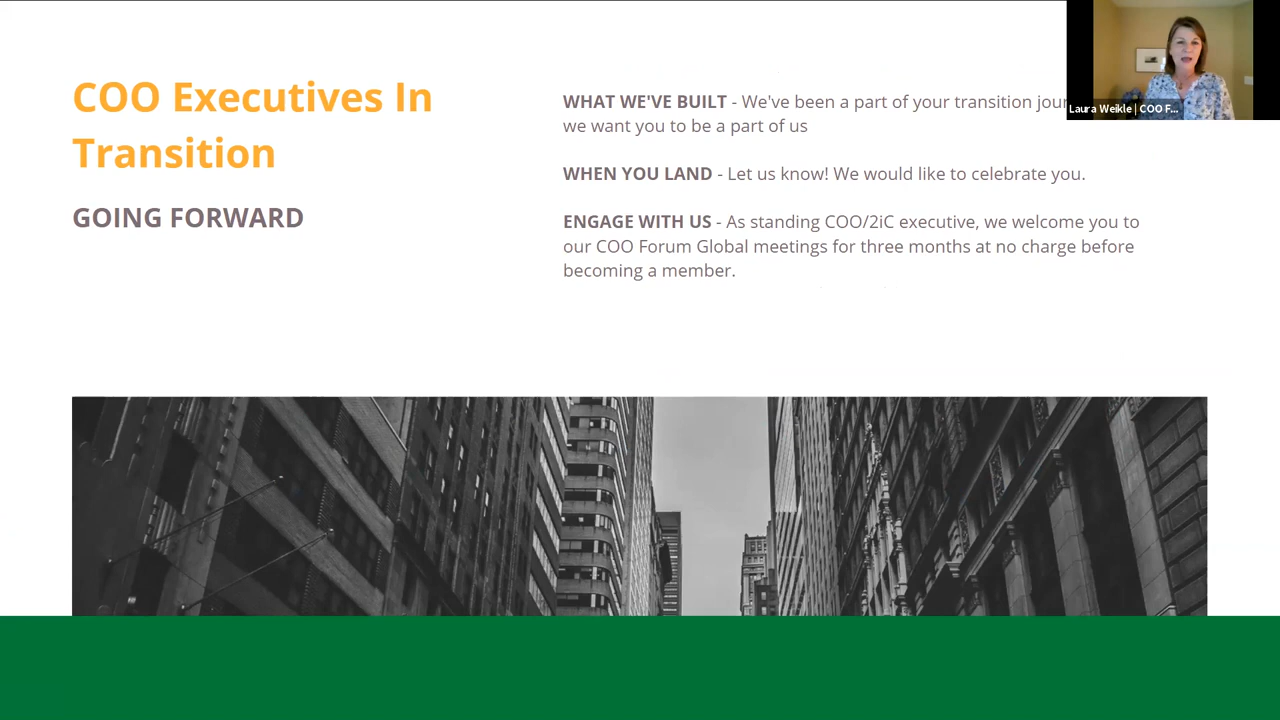 COO Executives In
Transition
GOING FORWARD
WHAT WE'VE BUILT - We've been a part of your transition
we want you to be a part of us
WHEN YOU LAND - Let us know! We would like to celebrate you.
ENGAGE WITH US - As standing COO/2iC executive, we welcome you to
our COO Forum Global meetings for three months at no charge before
becoming a member.
Laura Weikle | COO F...